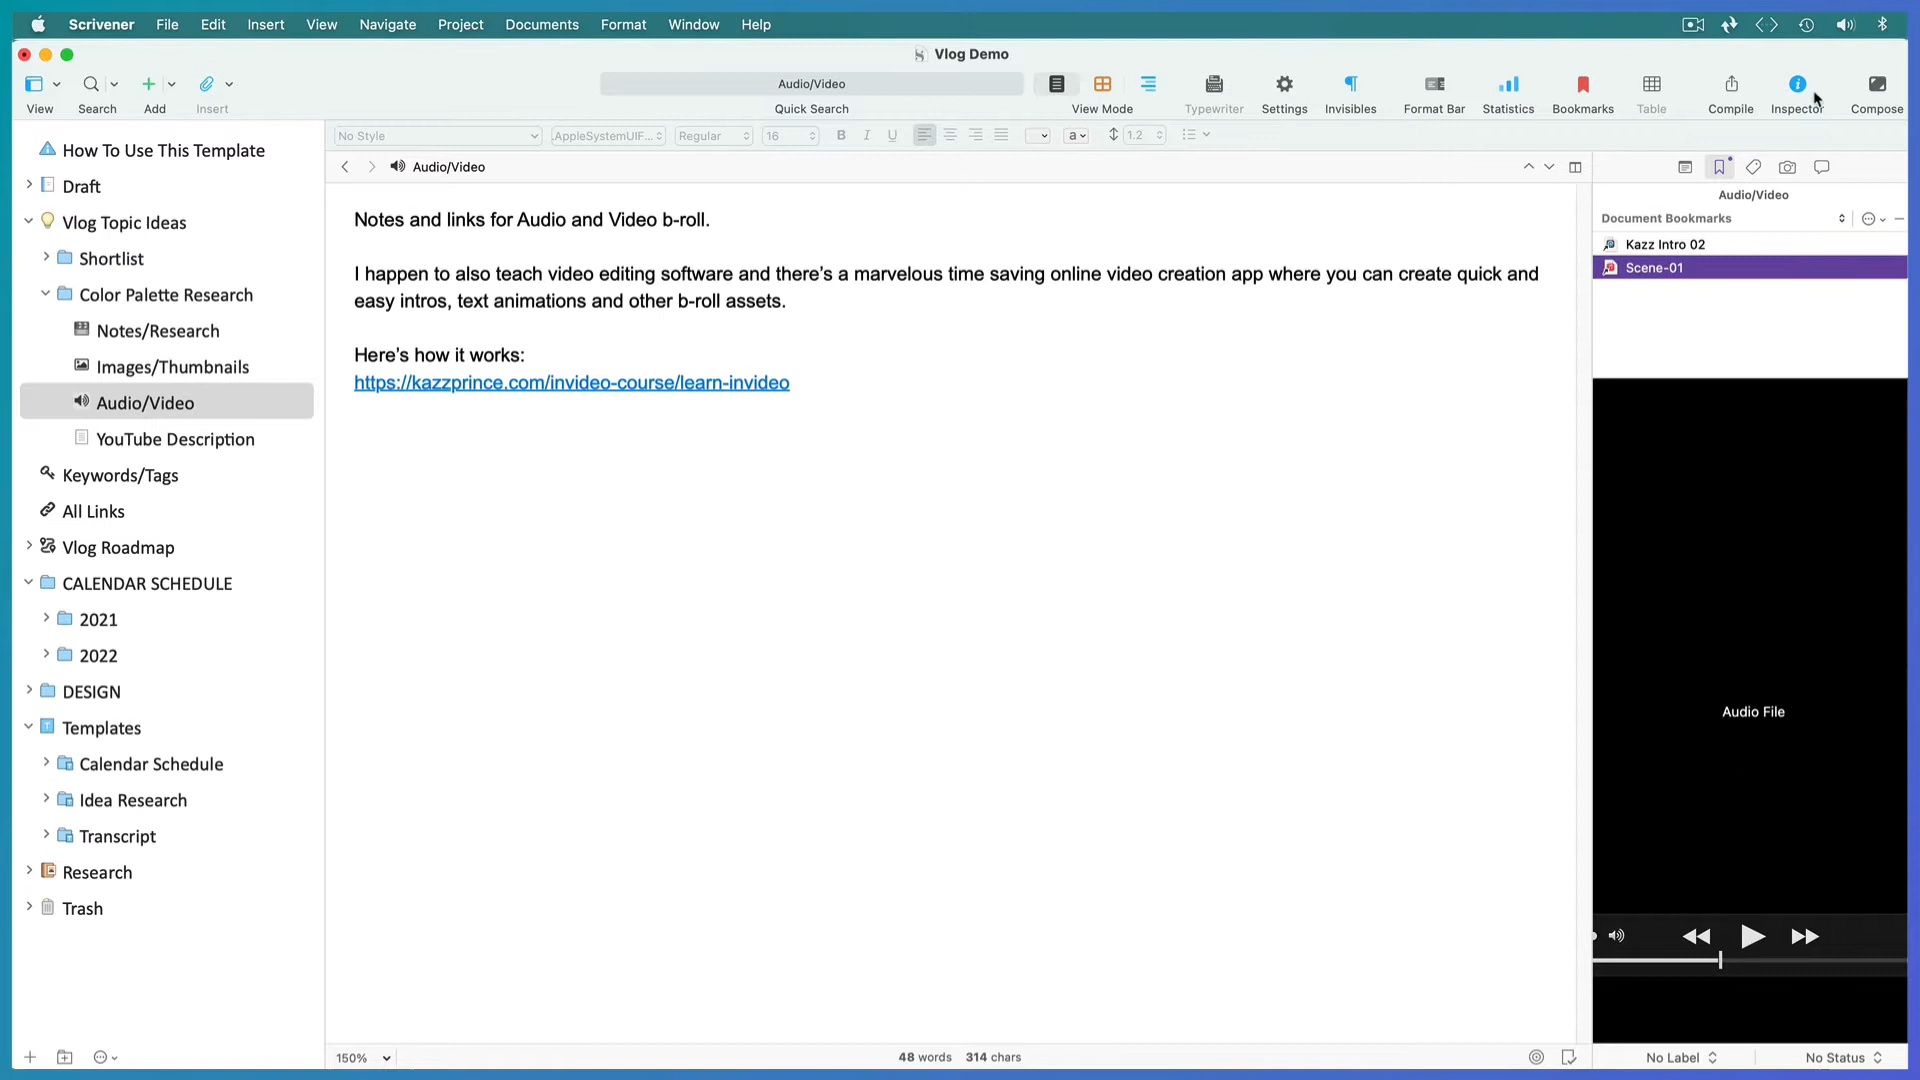 Scrivener File Edit Insert View Navigate Project Documents Format Window Help
Vlog Demo
Audio/Video
View Search Add Insert Quick Search View Mode Typewriter Settings Invisibles Format Bar Statistics Bookmarks Table Compile Inspector Compose
No Style AppleSystemUIF... Regular 16 B I U a 1.2
Audio/Video
How To Use This Template
Draft
Vlog Topic Ideas
Shortlist
Color Palette Research
Notes/Research
Images/Thumbnails
Audio/Video
YouTube Description
Keywords/Tags
All Links
Vlog Roadmap
CALENDAR SCHEDULE
2021
2022
DESIGN
Templates
Calendar Schedule
Idea Research
Transcript
Research
Trash
Notes and links for Audio and Video b-roll.
I happen to also teach video editing software and there's a marvelous time saving online video creation app where you can create quick and
easy intros, text animations and other b-roll assets.
Here's how it works:
https://kazzprince.com/invideo-course/learn-invideo
Audio/Video
Document Bookmarks
Kazz Intro 02
Scene-01
Audio File
150% 48 words 314 chars No Label No Status